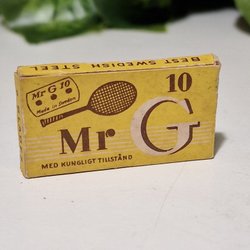 BEST SWEDISH STEEL
Mr G 10
Made in Sweden
10
Mr G
MED KUNGLIGT TILLSTÅND